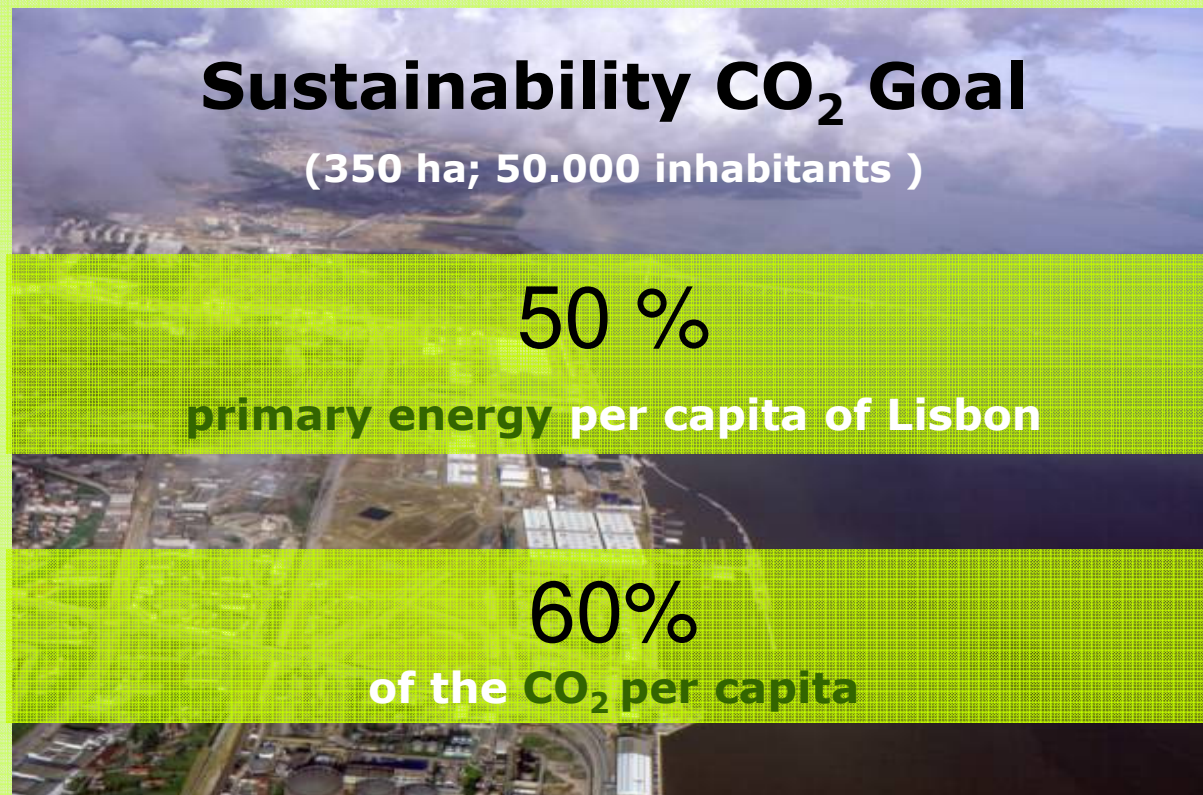 Sustainability CO₂ Goal
(350 ha; 50.000 inhabitants )
50 %
primary energy per capita of Lisbon
60%
of the CO₂ per capita